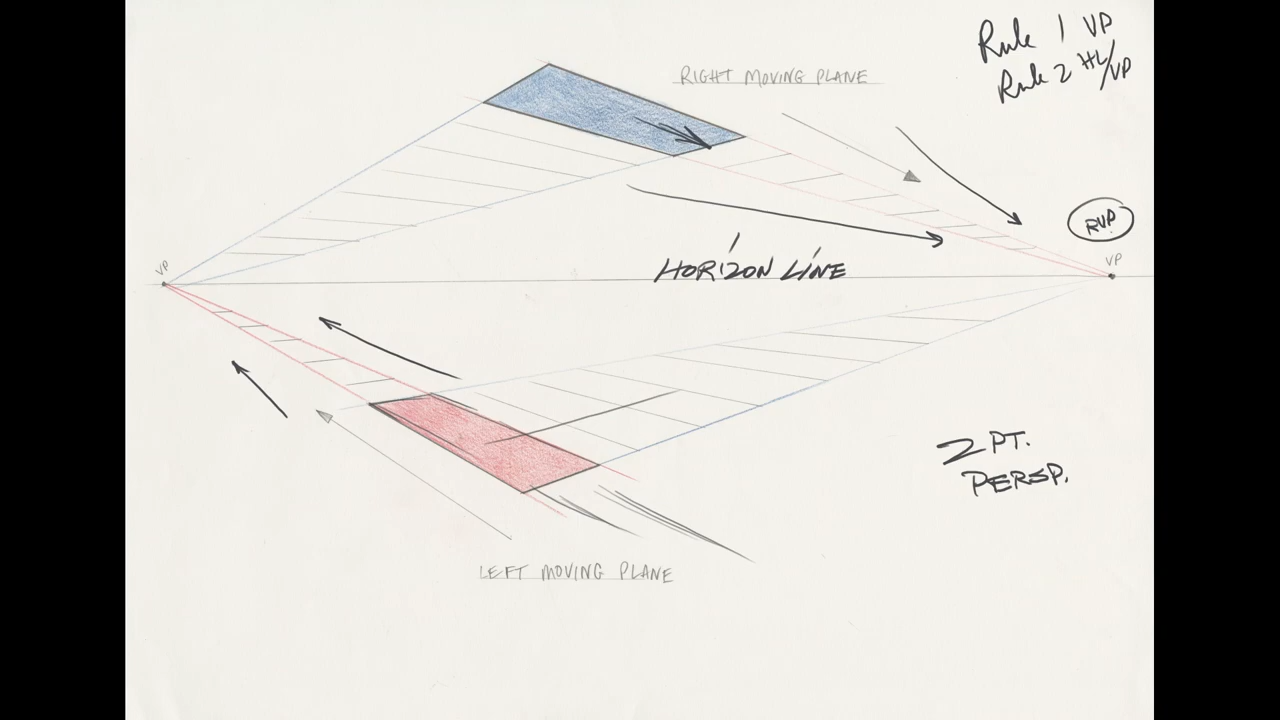 Rule 1 VP
Rule 2 HL/VP
RIGHT MOVING PLANE
RVP
VP
VP
HORIZON LINE
2 PT.
PERSP.
LEFT MOVING PLANE